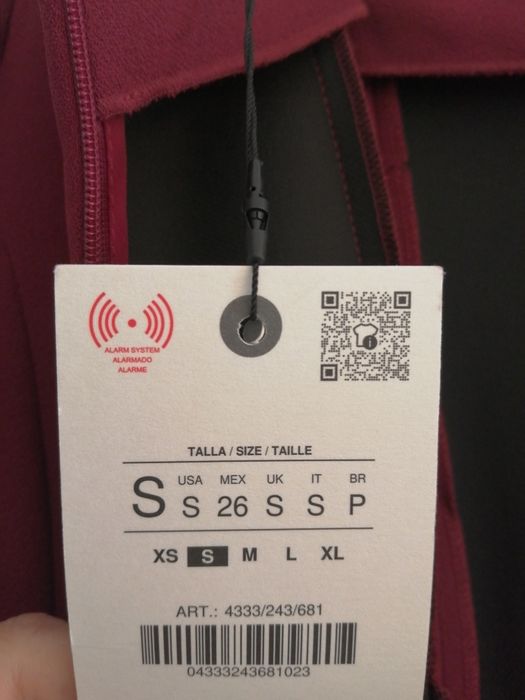 ALARM SYSTEM
ALARMADO
ALARME
TALLA / SIZE / TAILLE
S
USA MEX UK IT BR
S 26 S S P
XS S M L XL
ART.: 4333/243/681
04333243681023